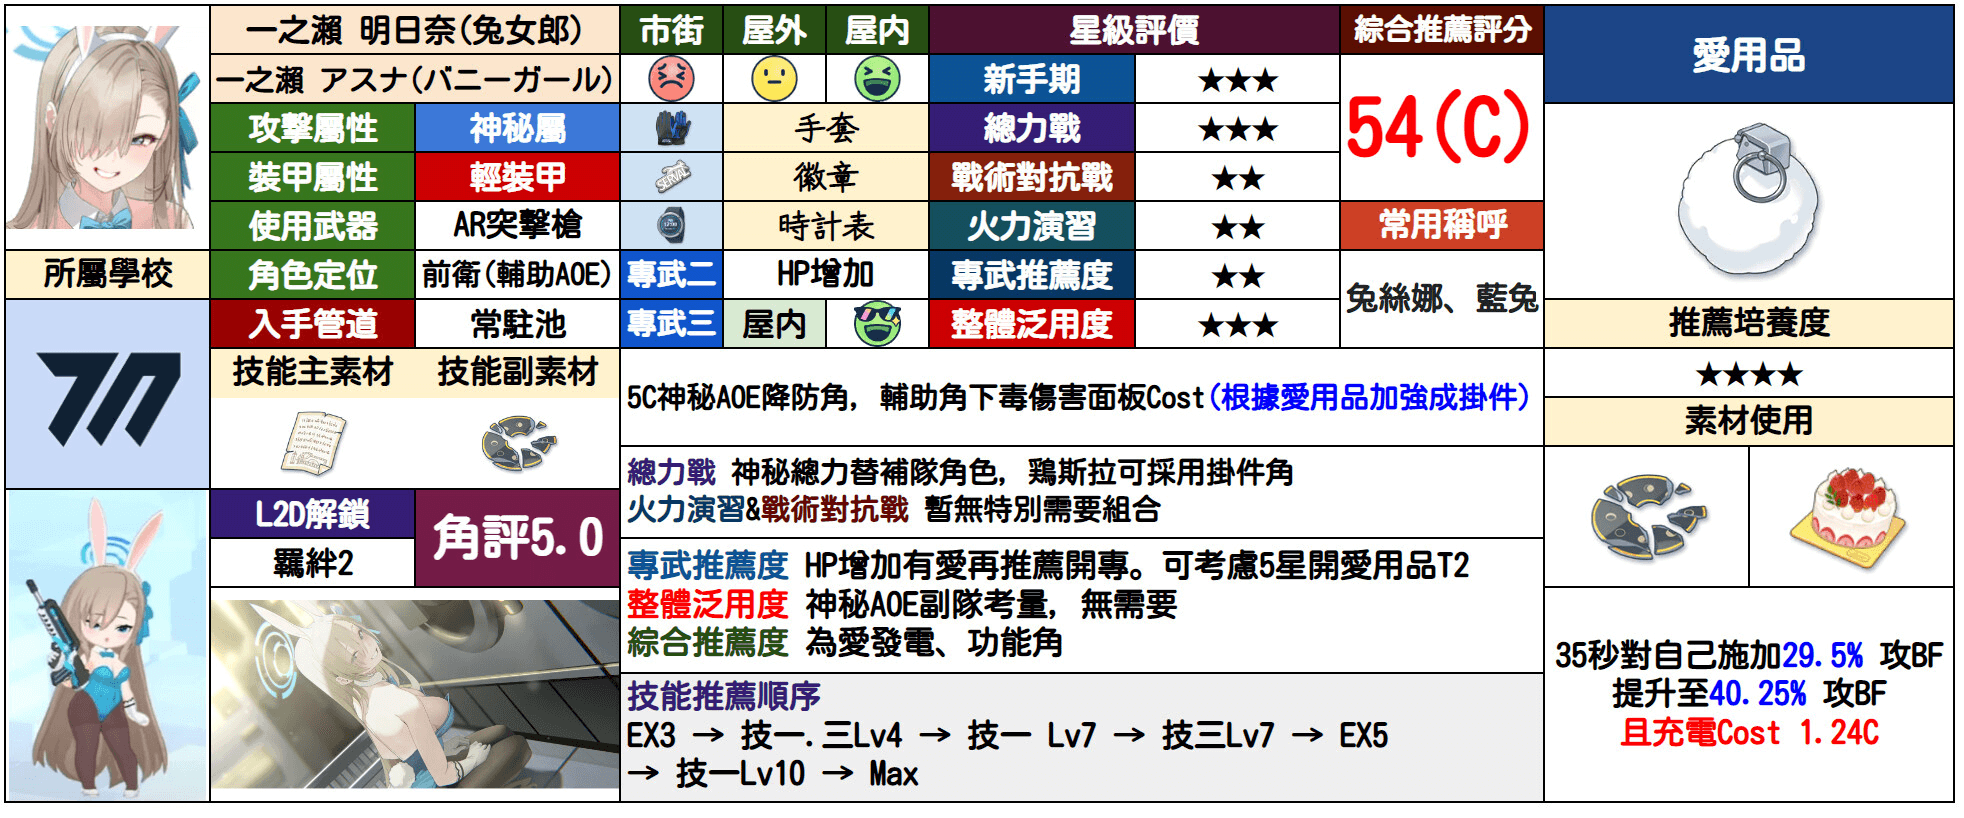 一之瀨 明日奈(兔女郎)
一之瀨 アスナ(バニーガール)
市街 屋外 屋内 星級評價 綜合推薦評分 愛用品
新手期 ★★★
54(C)
攻擊屬性 神秘屬 手套 總力戰 ★★★
裝甲屬性 輕裝甲 SERVAL 徽章 戰術對抗戰 ★★
使用武器 AR突擊槍 時計表 火力演習 ★★ 常用稱呼
所屬學校 角色定位 前衛(輔助AOE) 專武二 HP增加 專武推薦度 ★★
兔絲娜、藍兔
入手管道 常駐池 專武三 屋内 整體泛用度 ★★★ 推薦培養度
技能主素材 技能副素材 ★★★★
5C神秘AOE降防角，輔助角下毒傷害面板Cost(根據愛用品加強成掛件)
素材使用
總力戰 神秘總力替補隊角色，鶏斯拉可採用掛件角
火力演習&戰術對抗戰 暫無特別需要組合
L2D解鎖
羈絆2
角評5.0
專武推薦度 HP增加有愛再推薦開專。可考慮5星開愛用品T2
整體泛用度 神秘AOE副隊考量，無需要
綜合推薦度 為愛發電、功能角
技能推薦順序
EX3 → 技一.三Lv4 → 技一 Lv7 → 技三Lv7 → EX5
→ 技一Lv10 → Max
35秒對自己施加29.5% 攻BF
提升至40.25% 攻BF
且充電Cost 1.24C